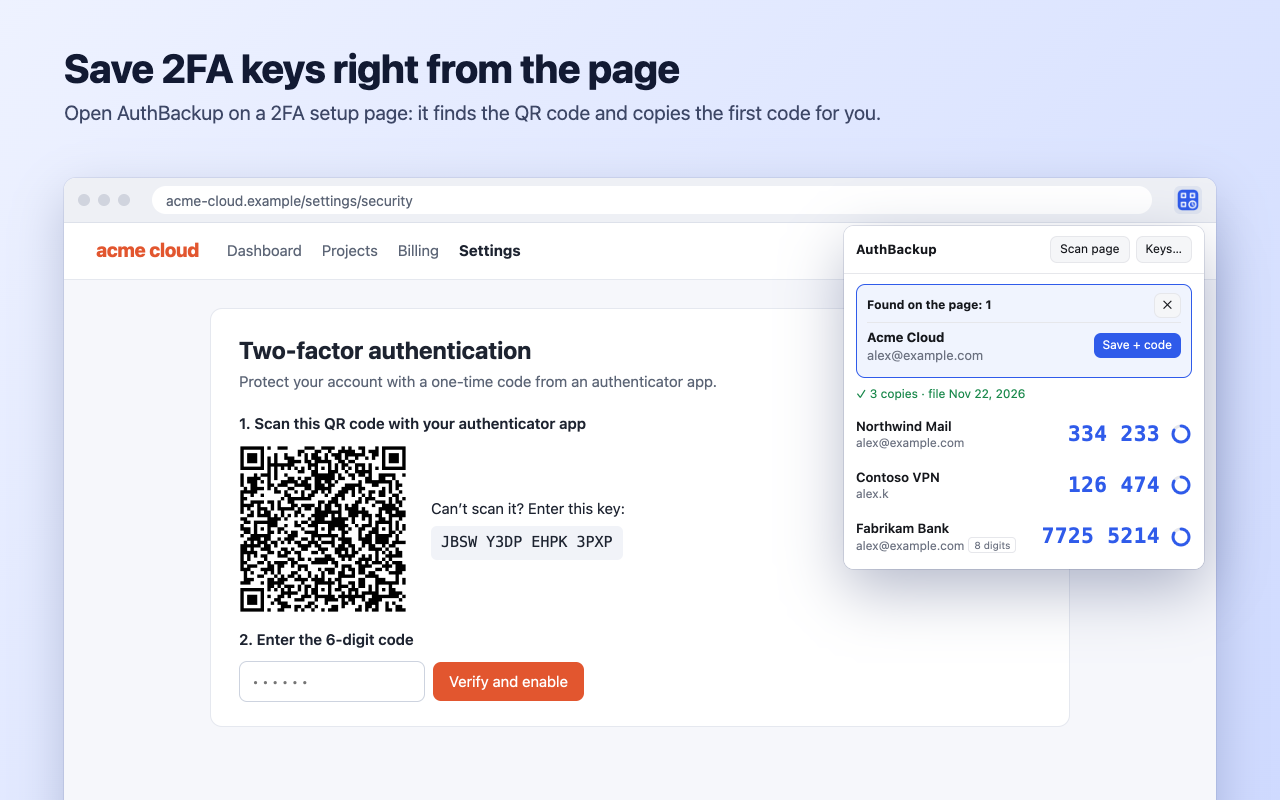 Save 2FA keys right from the page
Open AuthBackup on a 2FA setup page: it finds the QR code and copies the first code for you.
acme-cloud.example/settings/security
acme cloud Dashboard Projects Billing Settings
Two-factor authentication
Protect your account with a one-time code from an authenticator app.
1. Scan this QR code with your authenticator app
Can’t scan it? Enter this key:
JBSW Y3DP EHPK 3PXP
2. Enter the 6-digit code
Verify and enable
AuthBackup Scan page Keys...
Found on the page: 1
Acme Cloud
alex@example.com
Save + code
✓ 3 copies · file Nov 22, 2026
Northwind Mail
alex@example.com
334 233
Contoso VPN
alex.k
126 474
Fabrikam Bank
alex@example.com 8 digits
7725 5214